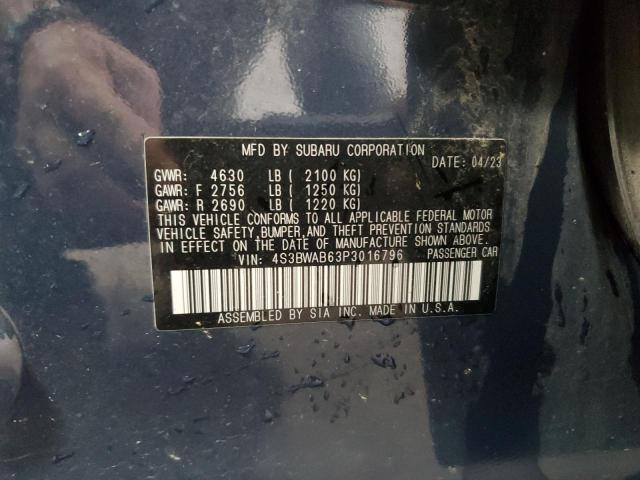 MFD BY SUBARU CORPORATION
DATE: 04/23
GVWR: 4630 LB ( 2100 KG)
GAWR: F 2756 LB ( 1250 KG)
GAWR: R 2690 LB ( 1220 KG)
THIS VEHICLE CONFORMS TO ALL APPLICABLE FEDERAL MOTOR
VEHICLE SAFETY, BUMPER, AND THEFT PREVENTION STANDARDS
IN EFFECT ON THE DATE OF MANUFACTURE SHOWN ABOVE.
VIN: 4S3BWAB63P3016796 PASSENGER CAR
ASSEMBLED BY SIA INC. MADE IN U.S.A.